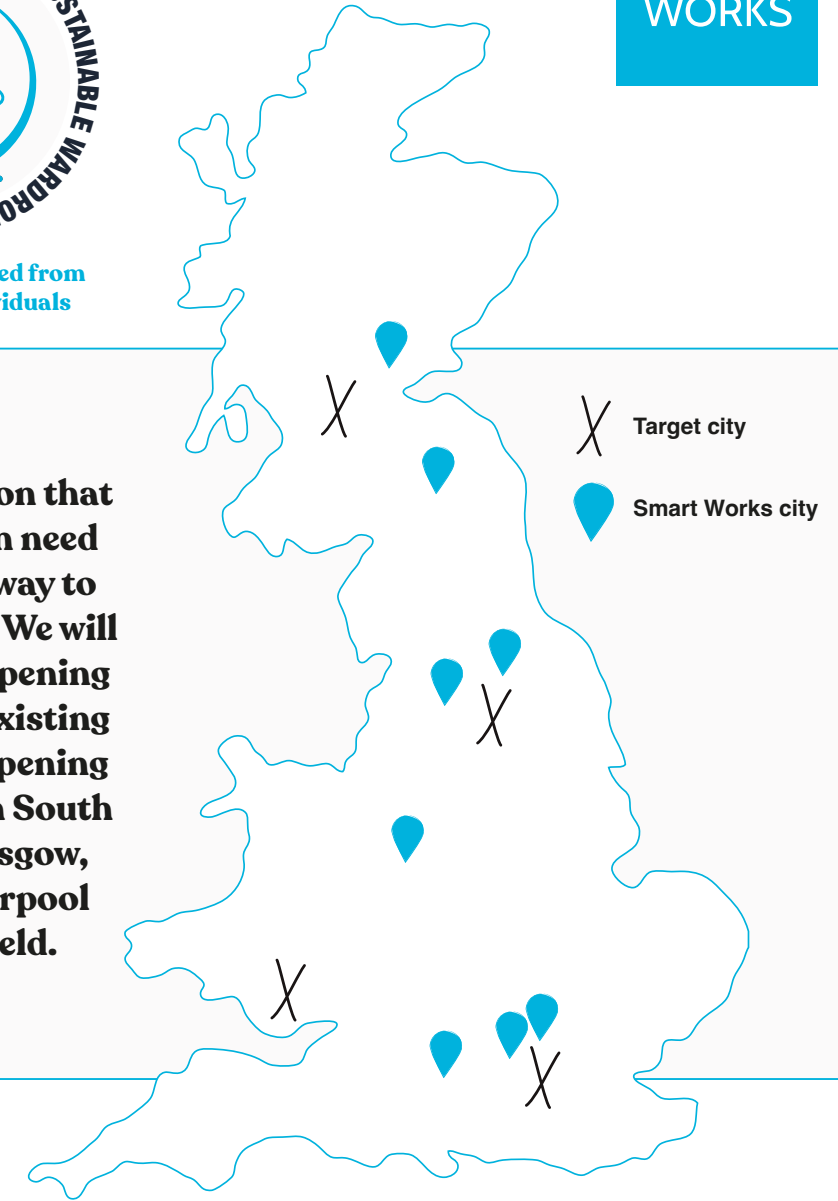 WORKS
STAINABLE WARDRO
ed from
iduals
Target city
Smart Works city
on that
n need
way to
We will
pening
xisting
pening
n South
sgow,
rpool
eld.